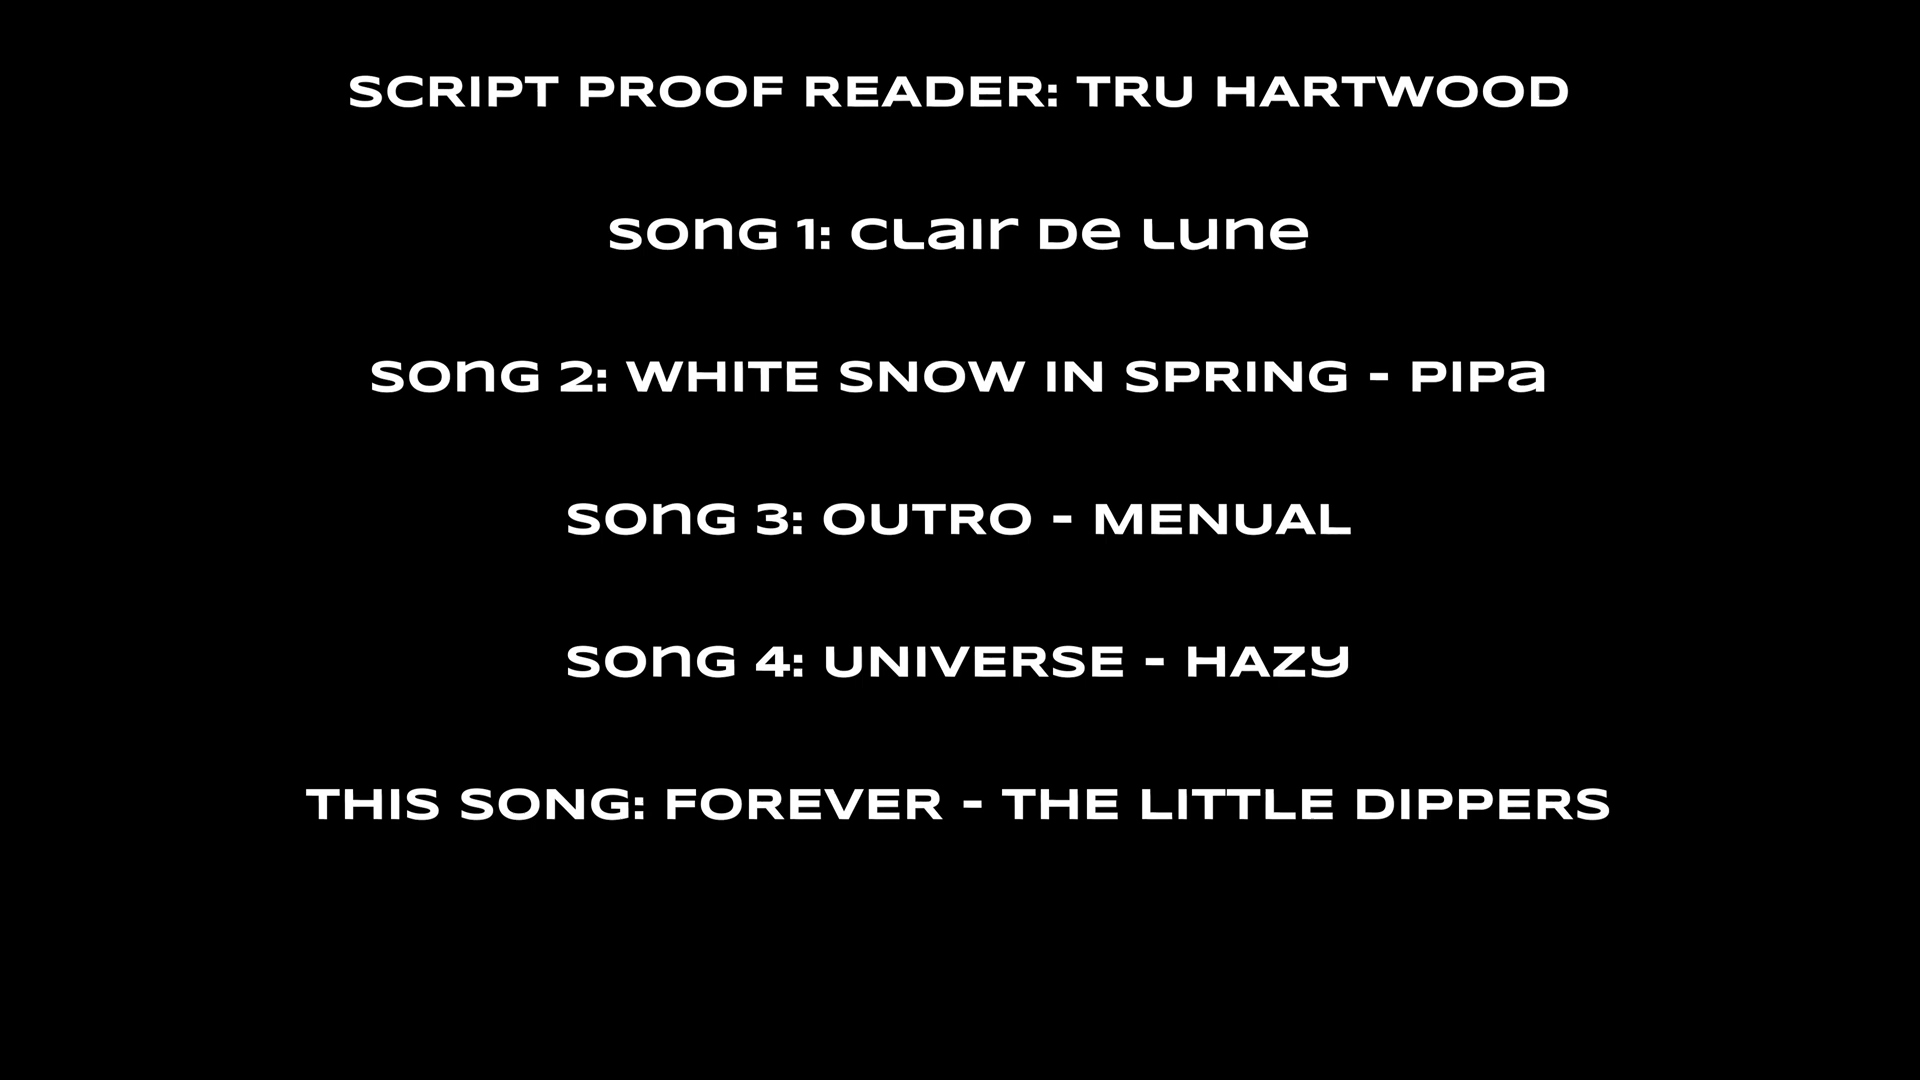 SCRIPT PROOF READER: TRU HARTWOOD
Song 1: Clair De Lune
Song 2: WHITE SNOW IN SPRING - PIPa
Song 3: OUTRO - MENUAL
Song 4: UNIVERSE - HAZY
THIS SONG: FOREVER - THE LITTLE DIPPERS